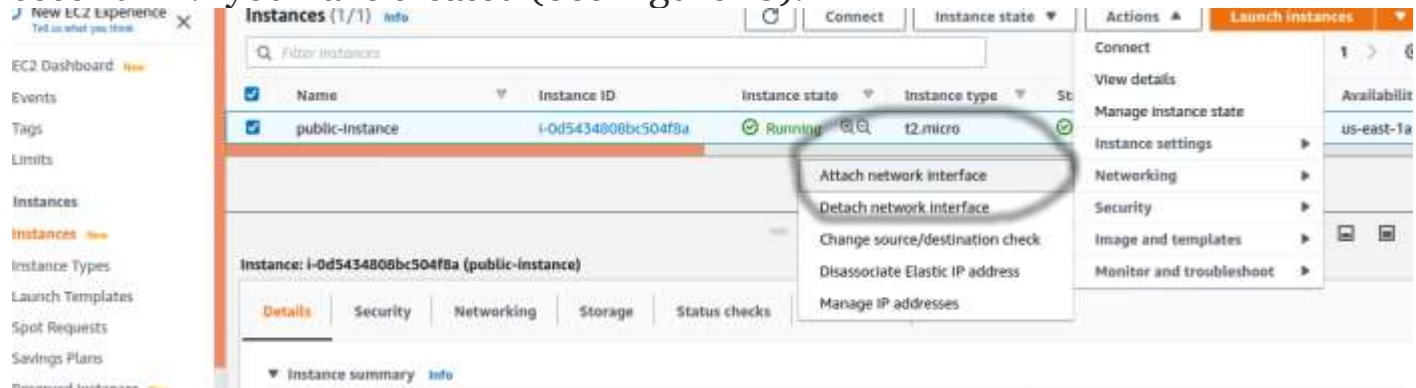 New EC2 Experience
Tell us what you think
EC2 Dashboard New
Events
Tags
Limits
Instances
Instances New
Instance Types
Launch Templates
Spot Requests
Savings Plans
Instances (1/1) Info
Connect
Instance state
Actions
Launch instances
Filter instances
1
Name
Instance ID
Instance state
Instance type
St
Availabilit
public-instance
i-0d5434808bc504f8a
Running
t2.micro
us-east-1a
Connect
View details
Manage instance state
Instance settings
Networking
Security
Image and templates
Monitor and troubleshoot
Attach network interface
Detach network interface
Change source/destination check
Disassociate Elastic IP address
Manage IP addresses
Instance: i-0d5434808bc504f8a (public-instance)
Details
Security
Networking
Storage
Status checks
Instance summary Info